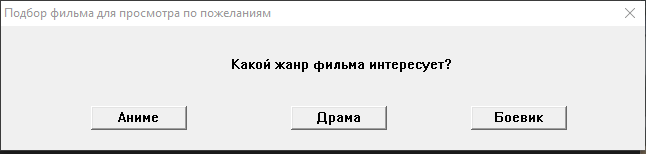 Подбор фильма для просмотра по пожеланиям
Какой жанр фильма интересует?
Аниме Драма Боевик